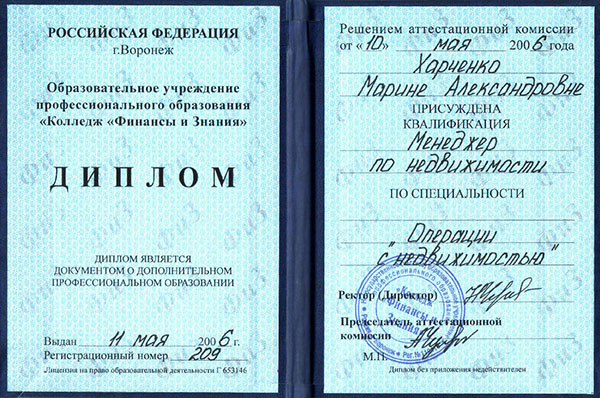 РОССИЙСКАЯ ФЕДЕРАЦИЯ
г.Воронеж
Образовательное учреждение
профессионального образования
«Колледж «Финансы и Знания»
ДИПЛОМ
ДИПЛОМ ЯВЛЯЕТСЯ
ДОКУМЕНТОМ О ДОПОЛНИТЕЛЬНОМ
ПРОФЕССИОНАЛЬНОМ ОБРАЗОВАНИИ
Выдан 11 мая 2006 г.
Регистрационный номер 209
Лицензия на право образовательной деятельности Г 653146
Решением аттестационной комиссии
от «10» мая 2006 года
Харченко
Марине Александровне
ПРИСУЖДЕНА
КВАЛИФИКАЦИЯ
Менеджер
по недвижимости
ПО СПЕЦИАЛЬНОСТИ
„Операции
с недвижимостью"
Ректор (Директор)
Председатель аттестационной
комиссии
М.П.
«Колледж
Финансы и
Знания»
Диплом без приложения недействителен